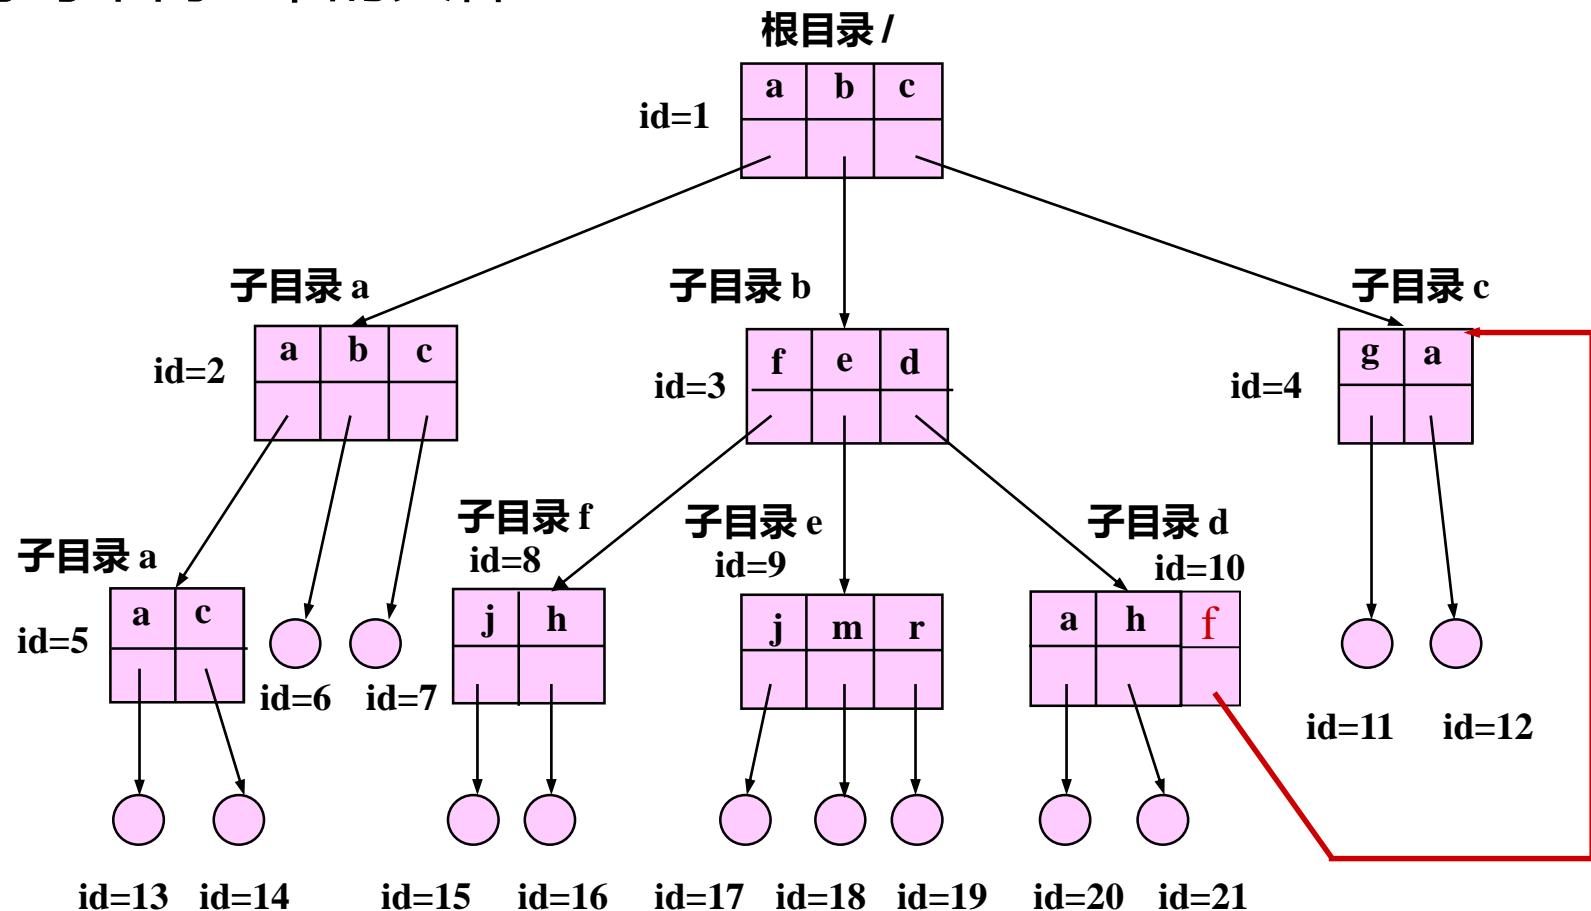 根目录 /
a b c
id=1
子目录 a
子目录 b
子目录 c
a b c
id=2
f e d
id=3
g a
id=4
子目录 a
子目录 f
id=8
子目录 e
id=9
子目录 d
id=10
a c
id=5
id=6
id=7
j h
j m r
a h f
id=11
id=12
id=13
id=14
id=15
id=16
id=17
id=18
id=19
id=20
id=21